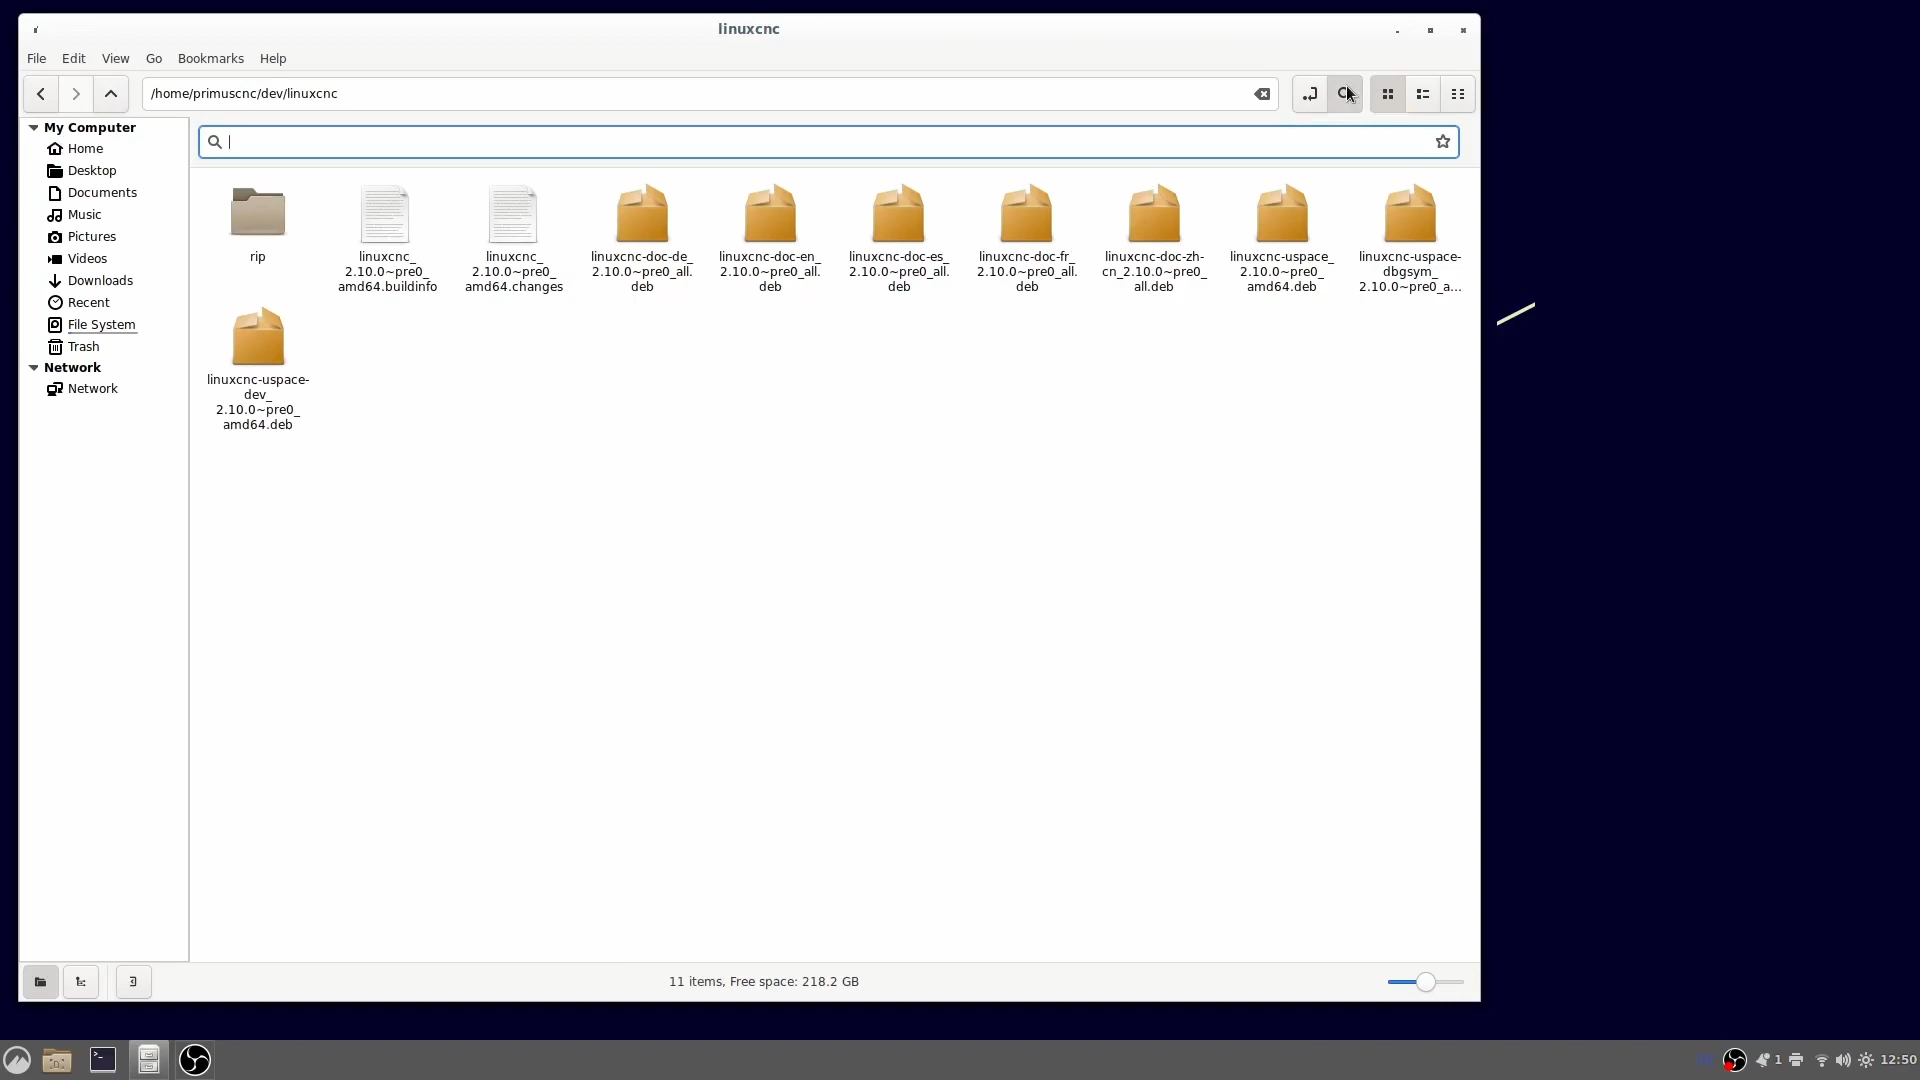 linuxcnc
File Edit View Go Bookmarks Help
/home/primuscnc/dev/linuxcnc
My Computer
Home
Desktop
Documents
Music
Pictures
Videos
Downloads
Recent
File System
Trash
Network
Network
rip
linuxcnc_
2.10.0~pre0_
amd64.buildinfo
linuxcnc_
2.10.0~pre0_
amd64.changes
linuxcnc-doc-de_
2.10.0~pre0_all.
deb
linuxcnc-doc-en_
2.10.0~pre0_all.
deb
linuxcnc-doc-es_
2.10.0~pre0_all.
deb
linuxcnc-doc-fr_
2.10.0~pre0_all.
deb
linuxcnc-doc-zh-
cn_2.10.0~pre0_
all.deb
linuxcnc-uspace_
2.10.0~pre0_
amd64.deb
linuxcnc-uspace-
dbgsym_
2.10.0~pre0_a...
linuxcnc-uspace-
dev_
2.10.0~pre0_
amd64.deb
11 items, Free space: 218.2 GB
1
12:50